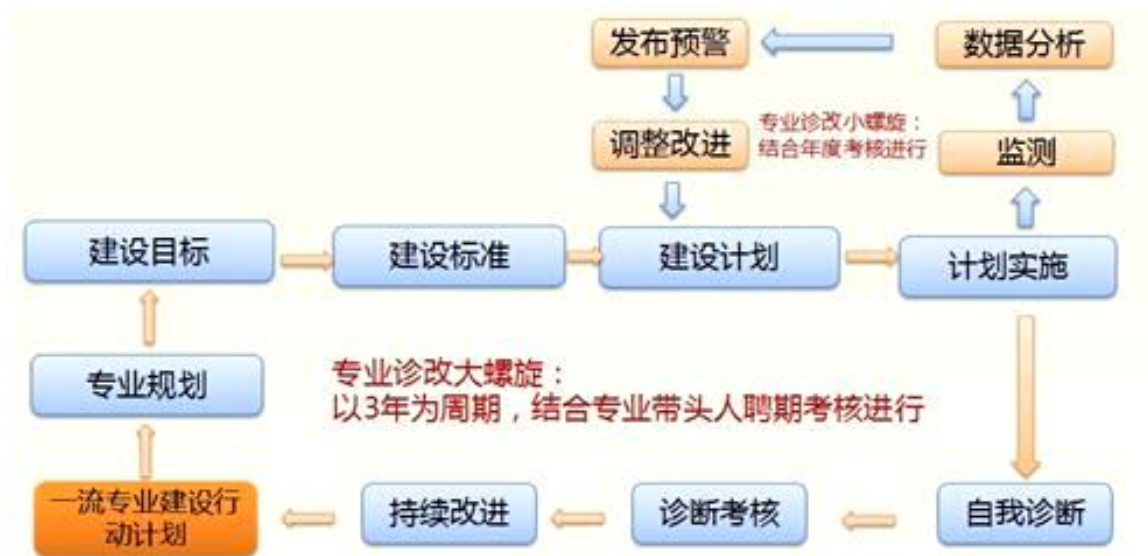 发布预警
数据分析
调整改进
专业诊改小螺旋：
结合年度考核进行
监测
建设目标
建设标准
建设计划
计划实施
专业规划
专业诊改大螺旋：
以3年为周期，结合专业带头人聘期考核进行
一流专业建设行
动计划
持续改进
诊断考核
自我诊断